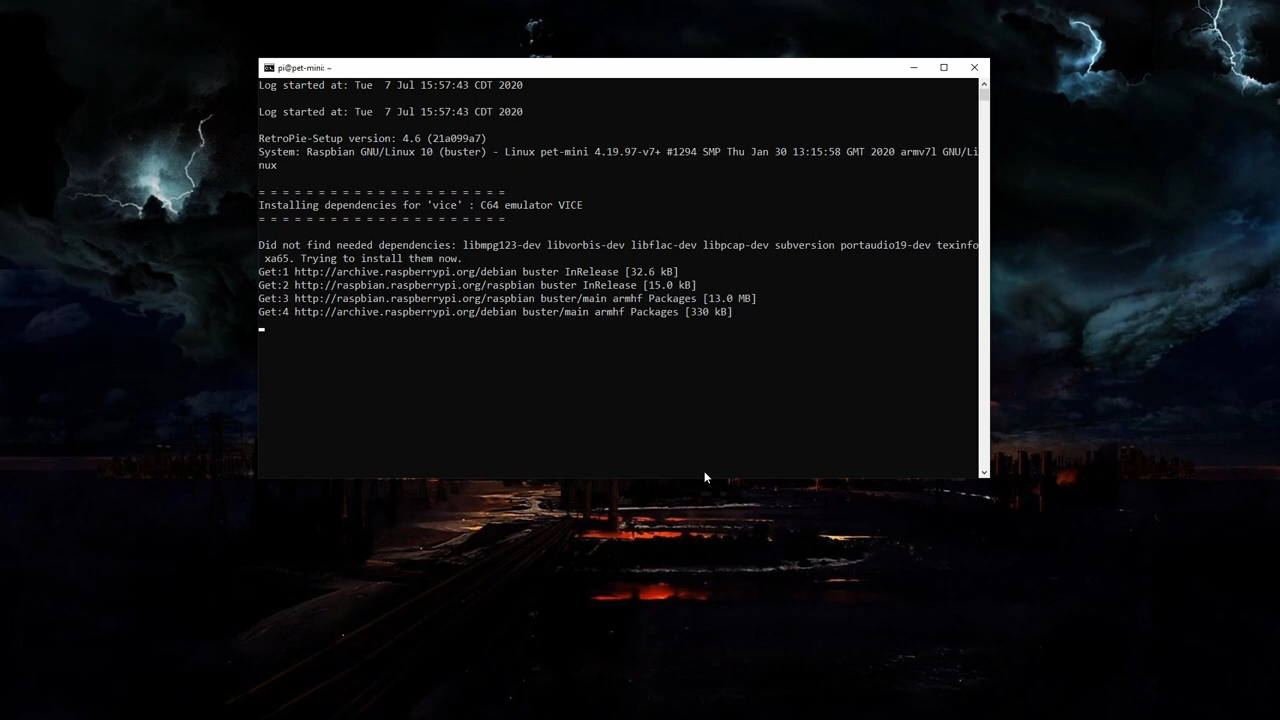 pi@pet-mini: ~
Log started at: Tue  7 Jul 15:57:43 CDT 2020
Log started at: Tue  7 Jul 15:57:43 CDT 2020
RetroPie-Setup version: 4.6 (21a099a7)
System: Raspbian GNU/Linux 10 (buster) - Linux pet-mini 4.19.97-v7+ #1294 SMP Thu Jan 30 13:15:58 GMT 2020 armv7l GNU/Li
nux
= = = = = = = = = = = = = = = = = = = = =
Installing dependencies for 'vice' : C64 emulator VICE
= = = = = = = = = = = = = = = = = = = = =
Did not find needed dependencies: libmpg123-dev libvorbis-dev libflac-dev libpcap-dev subversion portaudio19-dev texinfo
 xa65. Trying to install them now.
Get:1 http://archive.raspberrypi.org/debian buster InRelease [32.6 kB]
Get:2 http://raspbian.raspberrypi.org/raspbian buster InRelease [15.0 kB]
Get:3 http://raspbian.raspberrypi.org/raspbian buster/main armhf Packages [13.0 MB]
Get:4 http://archive.raspberrypi.org/debian buster/main armhf Packages [330 kB]